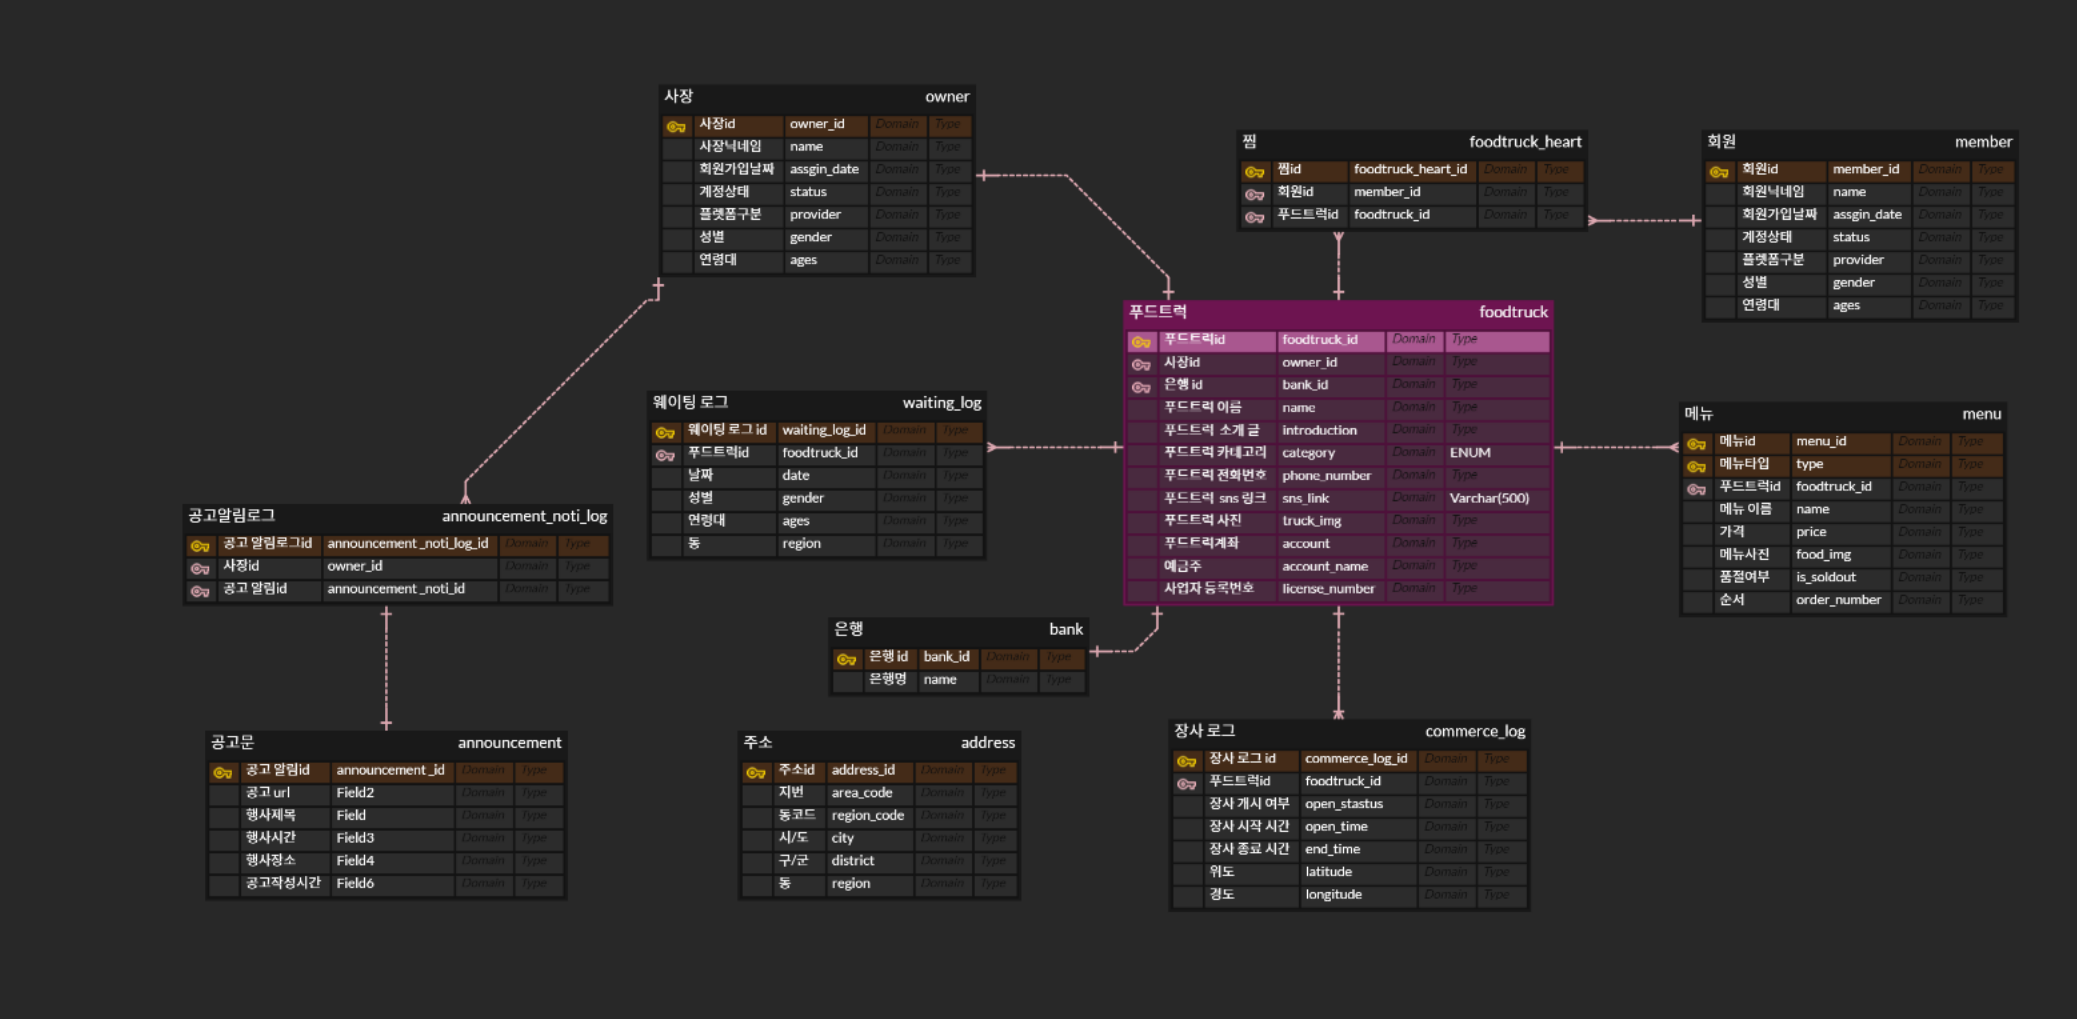 사장 owner
사장id owner_id Domain Type
사장닉네임 name Domain Type
회원가입날짜 assgin_date Domain Type
계정상태 status Domain Type
플렛폼구분 provider Domain Type
성별 gender Domain Type
연령대 ages Domain Type
찜 foodtruck_heart
찜id foodtruck_heart_id Domain Type
회원id member_id Domain Type
푸드트럭id foodtruck_id Domain Type
회원 member
회원id member_id Domain Type
회원닉네임 name Domain Type
회원가입날짜 assgin_date Domain Type
계정상태 status Domain Type
플렛폼구분 provider Domain Type
성별 gender Domain Type
연령대 ages Domain Type
푸드트럭 foodtruck
푸드트럭id foodtruck_id Domain Type
사장id owner_id Domain Type
은행 id bank_id Domain Type
푸드트럭 이름 name Domain Type
푸드트럭 소개 글 introduction Domain Type
푸드트럭 카테고리 category Domain ENUM
푸드트럭 전화번호 phone_number Domain Type
푸드트럭 sns 링크 sns_link Domain Varchar(500)
푸드트럭 사진 truck_img Domain Type
푸드트럭계좌 account Domain Type
예금주 account_name Domain Type
사업자 등록번호 license_number Domain Type
웨이팅 로그 waiting_log
웨이팅 로그 id waiting_log_id Domain Type
푸드트럭id foodtruck_id Domain Type
날짜 date Domain Type
성별 gender Domain Type
연령대 ages Domain Type
동 region Domain Type
메뉴 menu
메뉴id menu_id Domain Type
메뉴타입 type Domain Type
푸드트럭id foodtruck_id Domain Type
메뉴 이름 name Domain Type
가격 price Domain Type
메뉴사진 food_img Domain Type
품절여부 is_soldout Domain Type
순서 order_number Domain Type
공고알림로그 announcement_noti_log
공고 알림로그id announcement_noti_log_id Domain Type
사장id owner_id Domain Type
공고 알림id announcement_noti_id Domain Type
은행 bank
은행 id bank_id Domain Type
은행명 name Domain Type
공고문 announcement
공고 알림id announcement_id Domain Type
공고 url Field2 Domain Type
행사제목 Field Domain Type
행사시간 Field3 Domain Type
행사장소 Field4 Domain Type
공고작성시간 Field6 Domain Type
주소 address
주소id address_id Domain Type
지번 area_code Domain Type
동코드 region_code Domain Type
시/도 city Domain Type
구/군 district Domain Type
동 region Domain Type
장사 로그 commerce_log
장사 로그 id commerce_log_id Domain Type
푸드트럭id foodtruck_id Domain Type
장사 개시 여부 open_stastus Domain Type
장사 시작 시간 open_time Domain Type
장사 종료 시간 end_time Domain Type
위도 latitude Domain Type
경도 longitude Domain Type